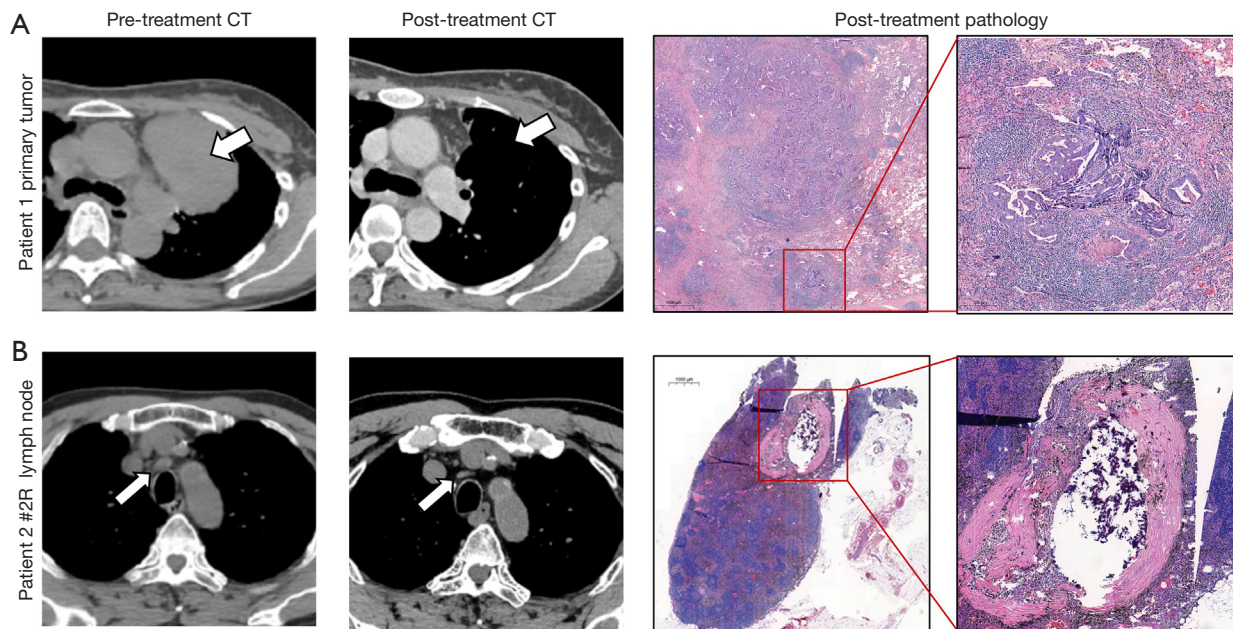 Pre-treatment CT
Post-treatment CT
Post-treatment pathology
A
Patient 1 primary tumor
B
Patient 2 #2R lymph node
1000 μm